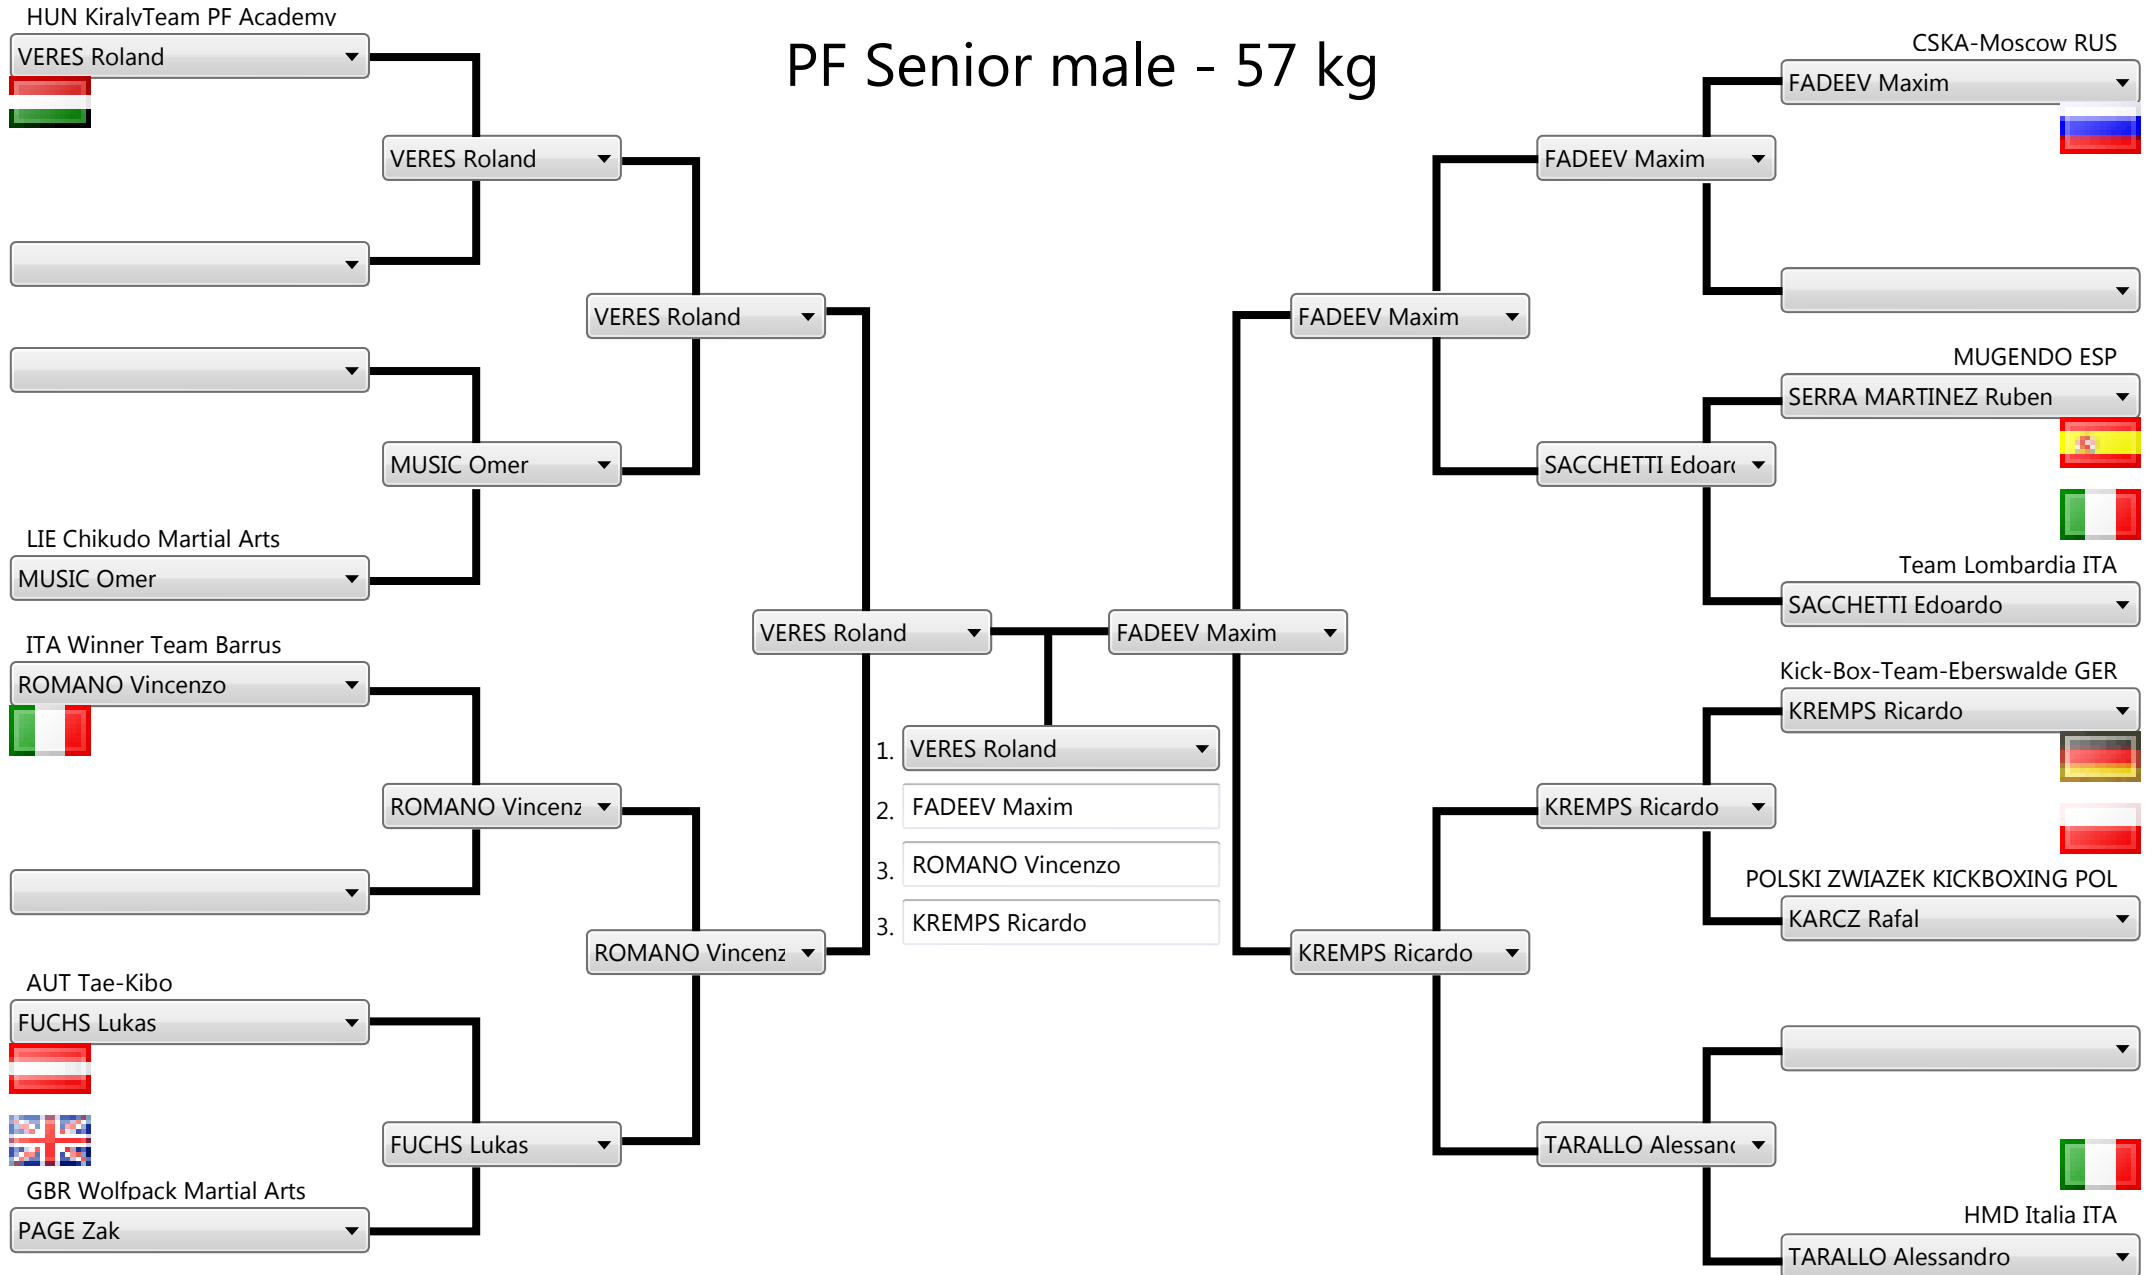 PF Senior male - 57 kg
HUN KiralyTeam PF Academy
VERES Roland
VERES Roland
VERES Roland
MUSIC Omer
LIE Chikudo Martial Arts
MUSIC Omer
ITA Winner Team Barrus
ROMANO Vincenzo
ROMANO Vincenz
ROMANO Vincenz
AUT Tae-Kibo
FUCHS Lukas
FUCHS Lukas
GBR Wolfpack Martial Arts
PAGE Zak
VERES Roland
FADEEV Maxim
1. VERES Roland
2. FADEEV Maxim
3. ROMANO Vincenzo
3. KREMPS Ricardo
CSKA-Moscow RUS
FADEEV Maxim
FADEEV Maxim
FADEEV Maxim
MUGENDO ESP
SERRA MARTINEZ Ruben
SACCHETTI Edoard
Team Lombardia ITA
SACCHETTI Edoardo
Kick-Box-Team-Eberswalde GER
KREMPS Ricardo
KREMPS Ricardo
POLSKI ZWIAZEK KICKBOXING POL
KARCZ Rafal
KREMPS Ricardo
TARALLO Alessand
HMD Italia ITA
TARALLO Alessandro